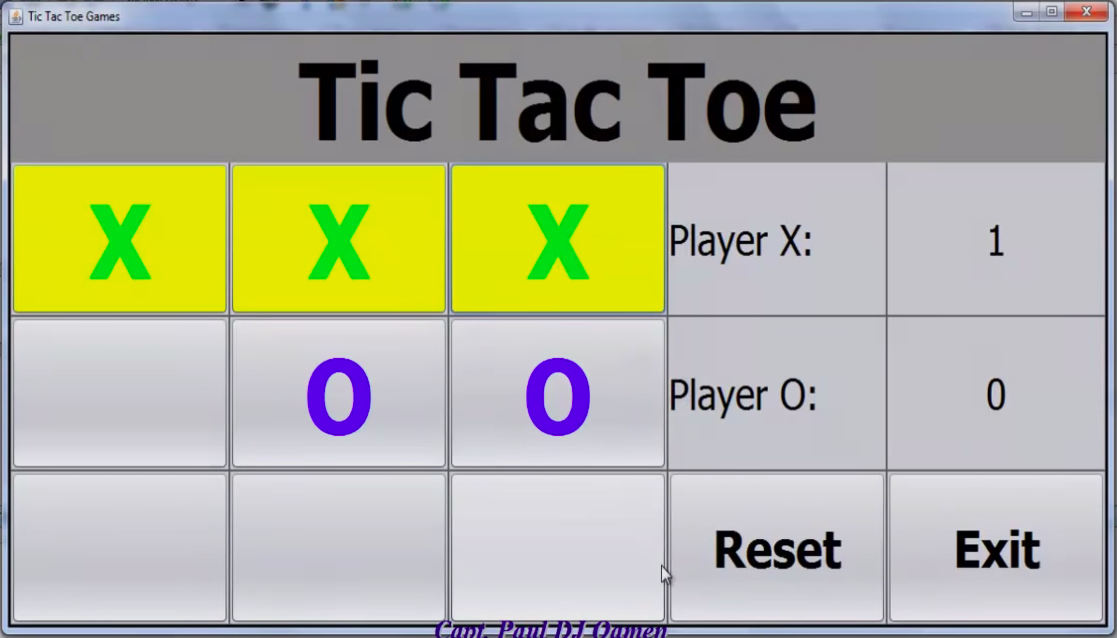 Tic Tac Toe Games
Tic Tac Toe
X X X Player X: 1
O O Player O: 0
Reset Exit
Capt. Paul DJ Oamen